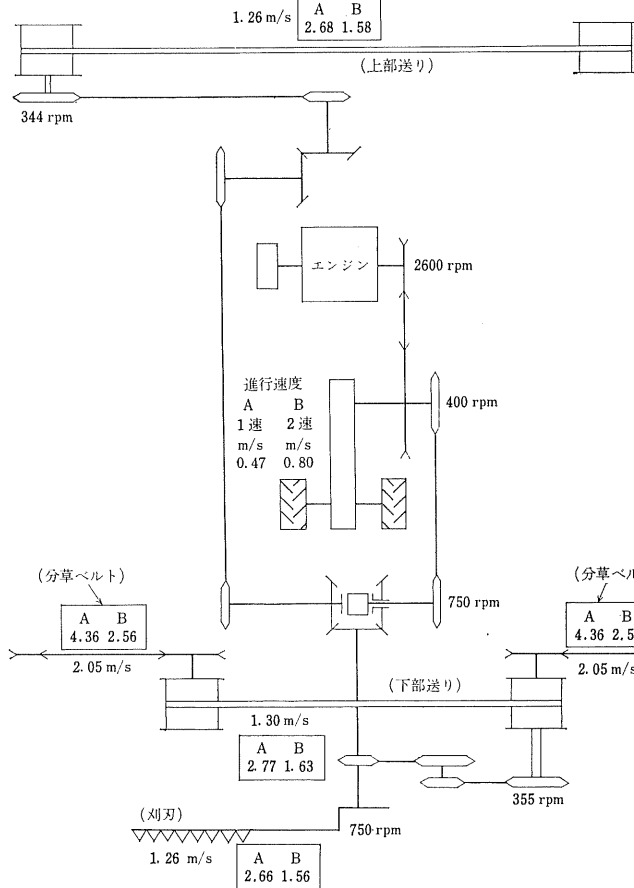 1.26 m/s
A B
2.68 1.58
(上部送り)
344 rpm
エンジン
2600 rpm
進行速度
A B
1速 2速
m/s m/s
0.47 0.80
400 rpm
(分草ベルト)
A B
4.36 2.56
2.05 m/s
750 rpm
(分草ベル
A B
4.36 2.5
2.05 m/s
(下部送り)
1.30 m/s
A B
2.77 1.63
355 rpm
(刈刃)
750 rpm
1.26 m/s
A B
2.66 1.56